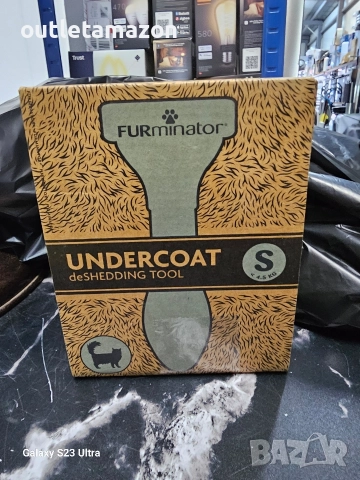 outletamazon
FURminator®
UNDERCOAT
deSHEDDING TOOL
S
< 4.5 KG
Galaxy S23 Ultra
BAZAR